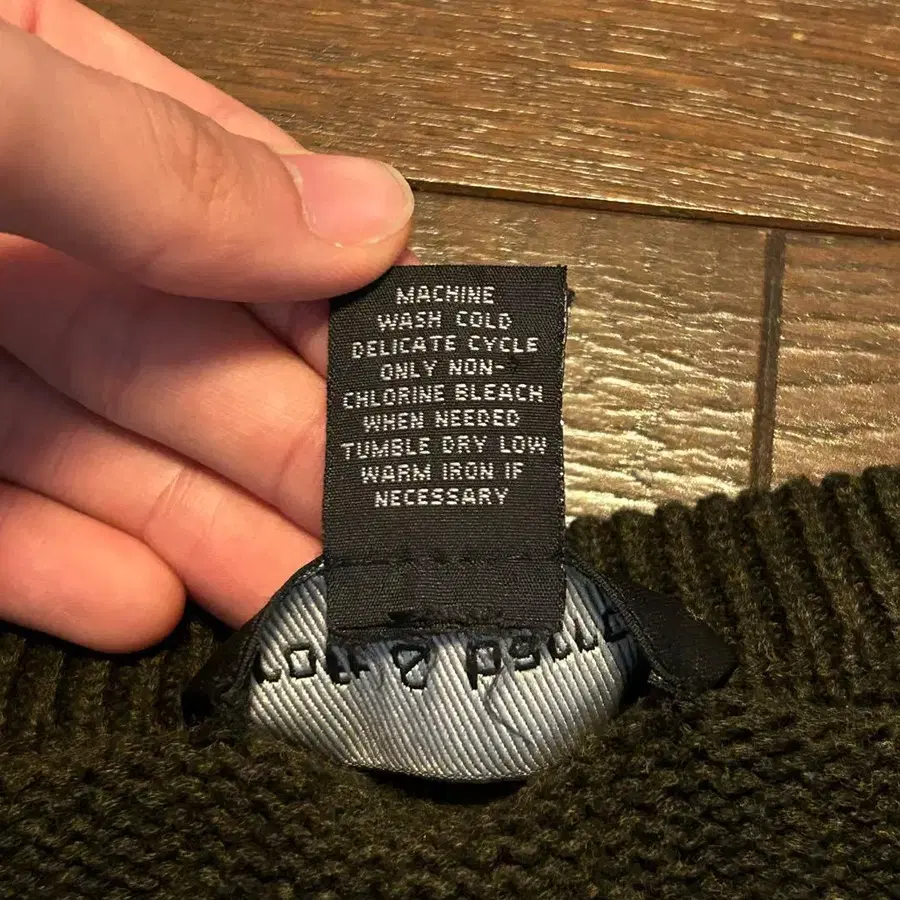 MACHINE
WASH COLD
DELICATE CYCLE
ONLY NON-
CHLORINE BLEACH
WHEN NEEDED
TUMBLE DRY LOW
WARM IRON IF
NECESSARY